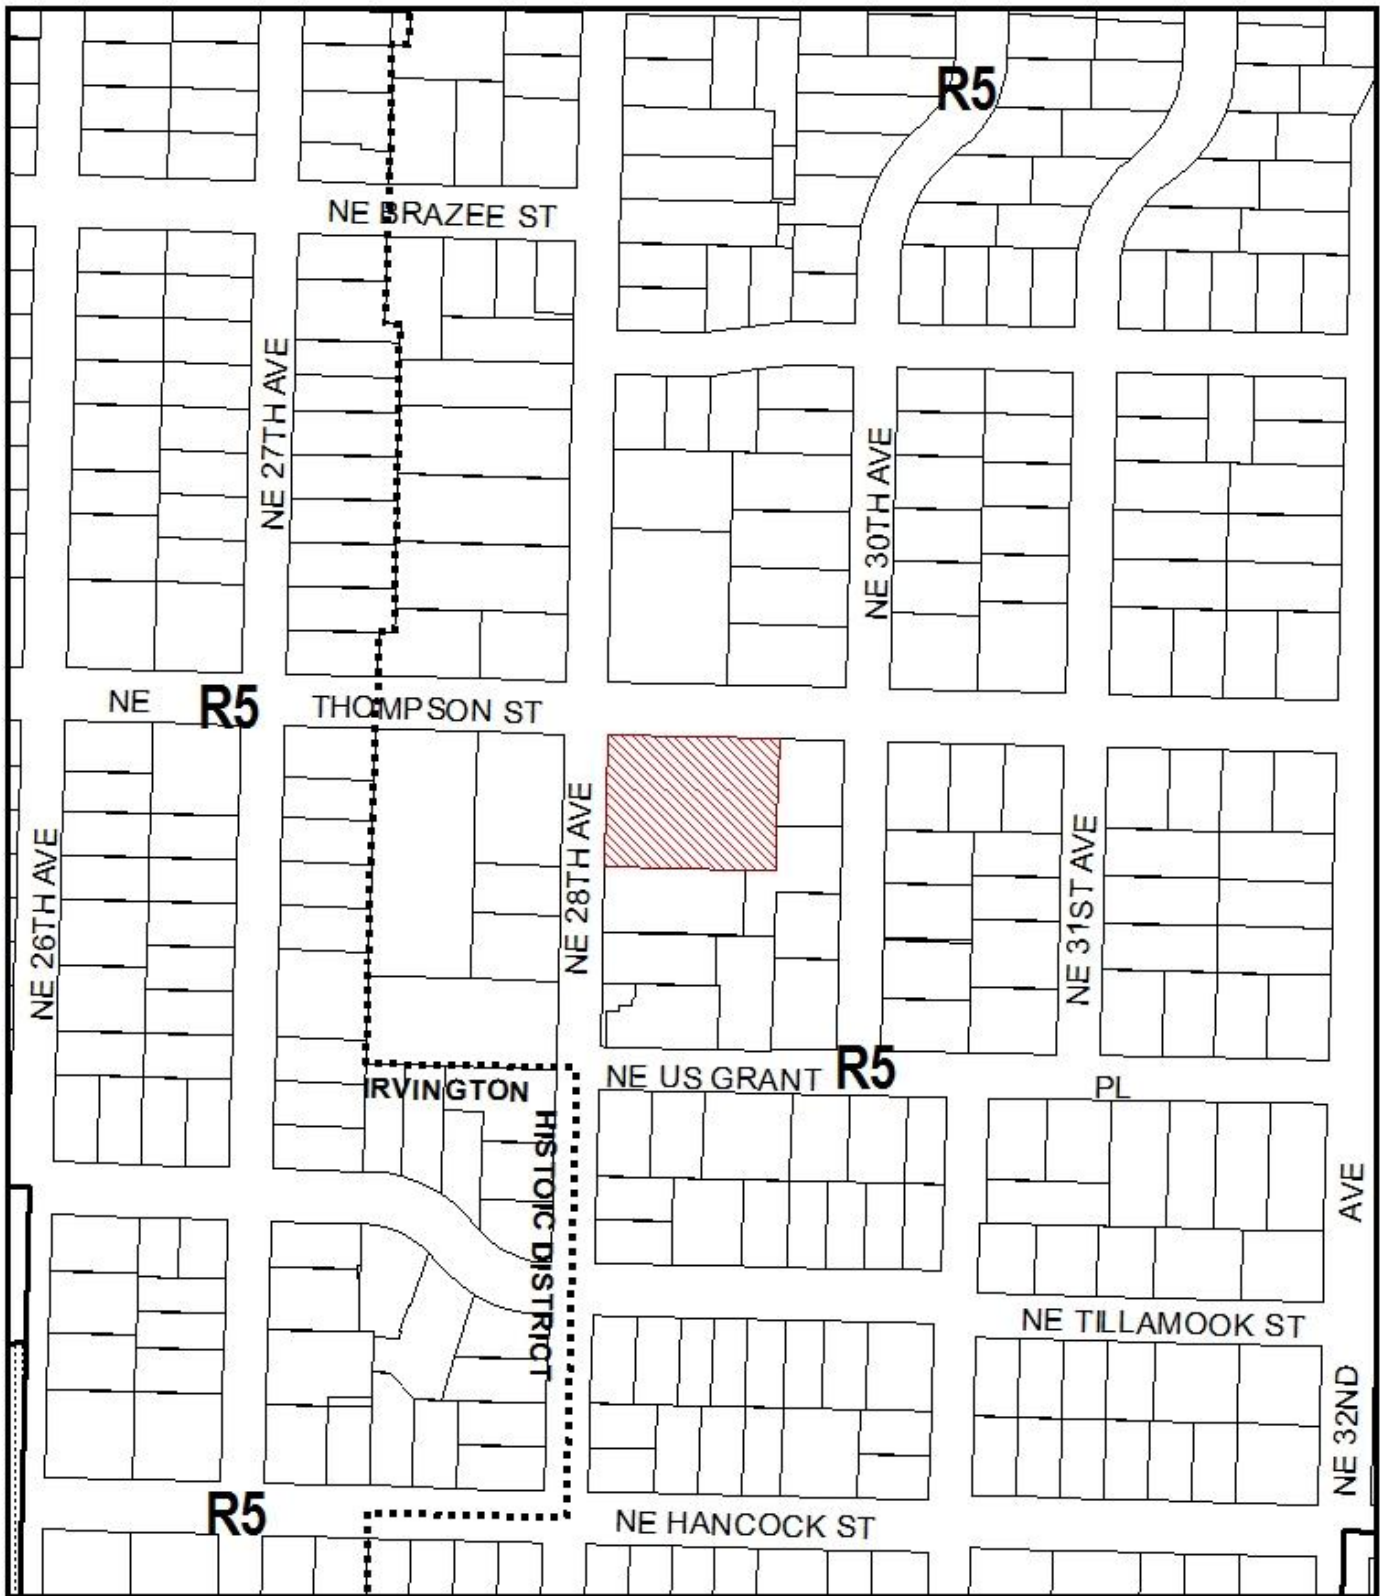 R5
NE BRAZEE ST
NE 27TH AVE
NE 30TH AVE
NE R5 THOMPSON ST
NE 26TH AVE
NE 28TH AVE
NE 31ST AVE
NE US GRANT R5 PL
IRVINGTON
HISTOIC DISTRICT
AVE
NE TILLAMOOK ST
NE 32ND
R5
NE HANCOCK ST